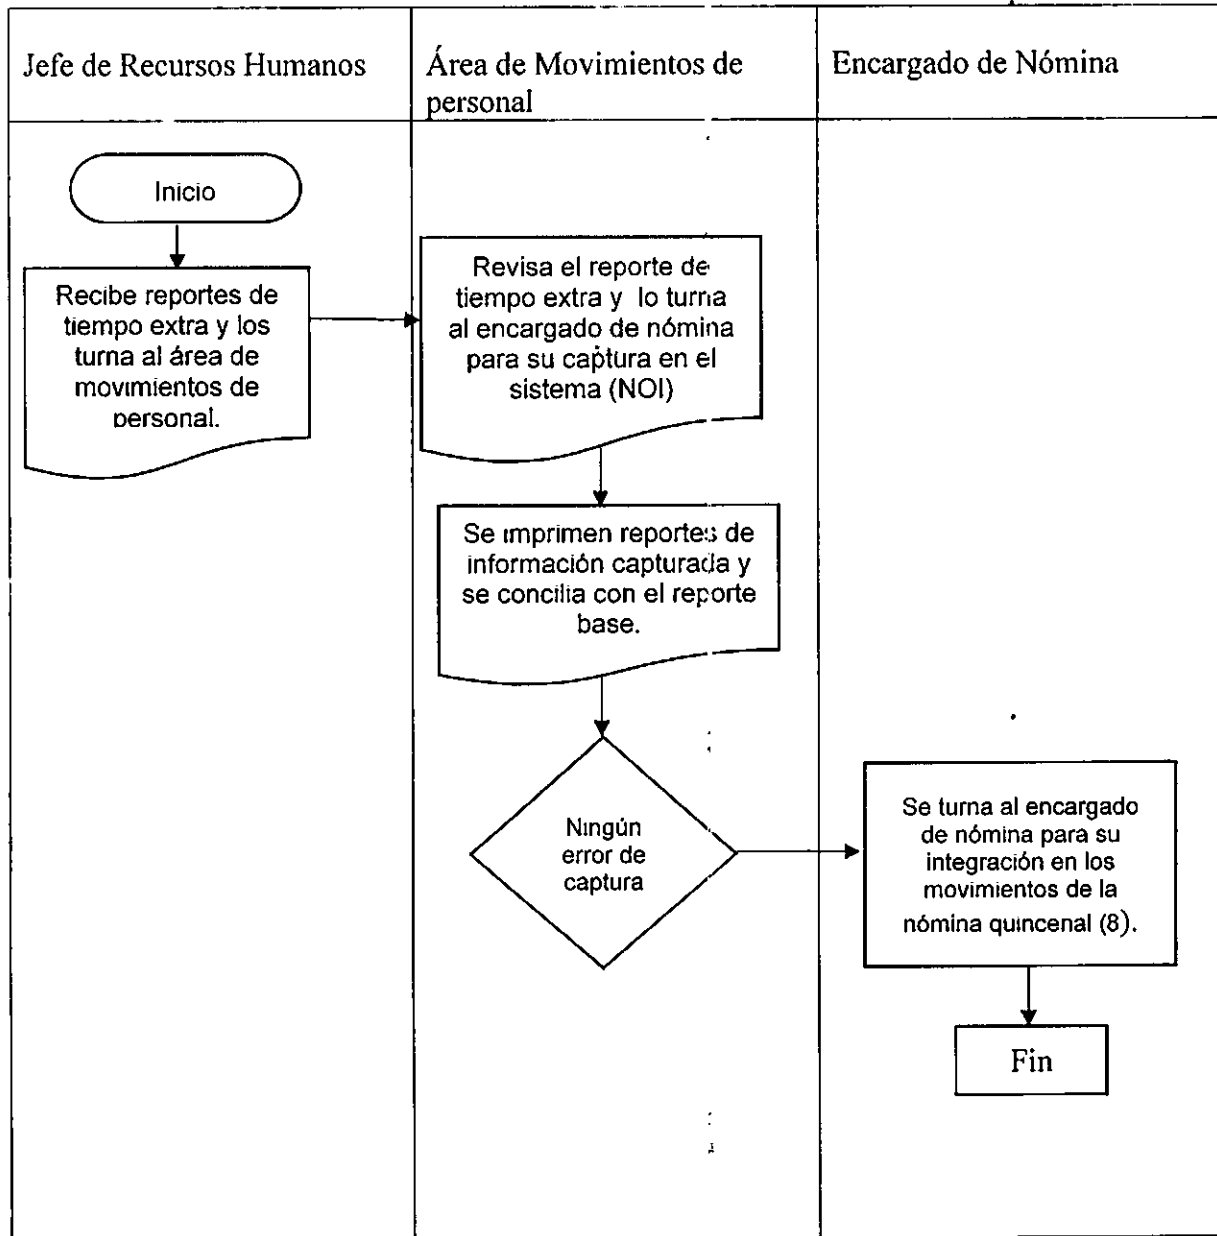 Jefe de Recursos Humanos
Área de Movimientos de
personal
Encargado de Nómina
Inicio
Recibe reportes de
tiempo extra y los
turna al área de
movimientos de
personal.
Revisa el reporte de
tiempo extra y lo turna
al encargado de nómina
para su captura en el
sistema (NOI)
Se imprimen reportes de
información capturada y
se concilia con el reporte
base.
Ningún
error de
captura
Se turna al encargado
de nómina para su
integración en los
movimientos de la
nómina quincenal (8).
Fin